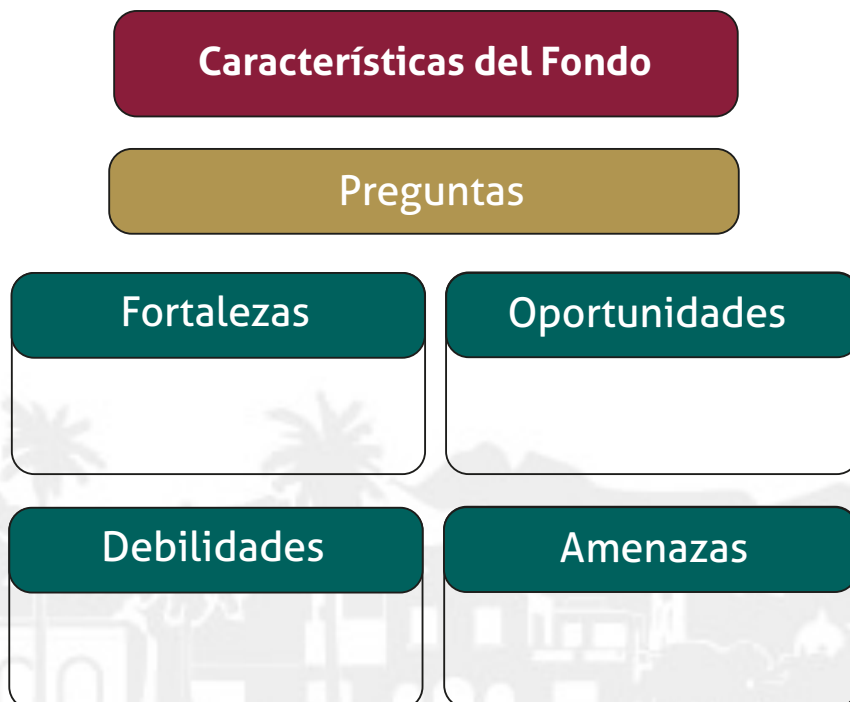 Características del Fondo
Preguntas
Fortalezas
Oportunidades
Debilidades
Amenazas